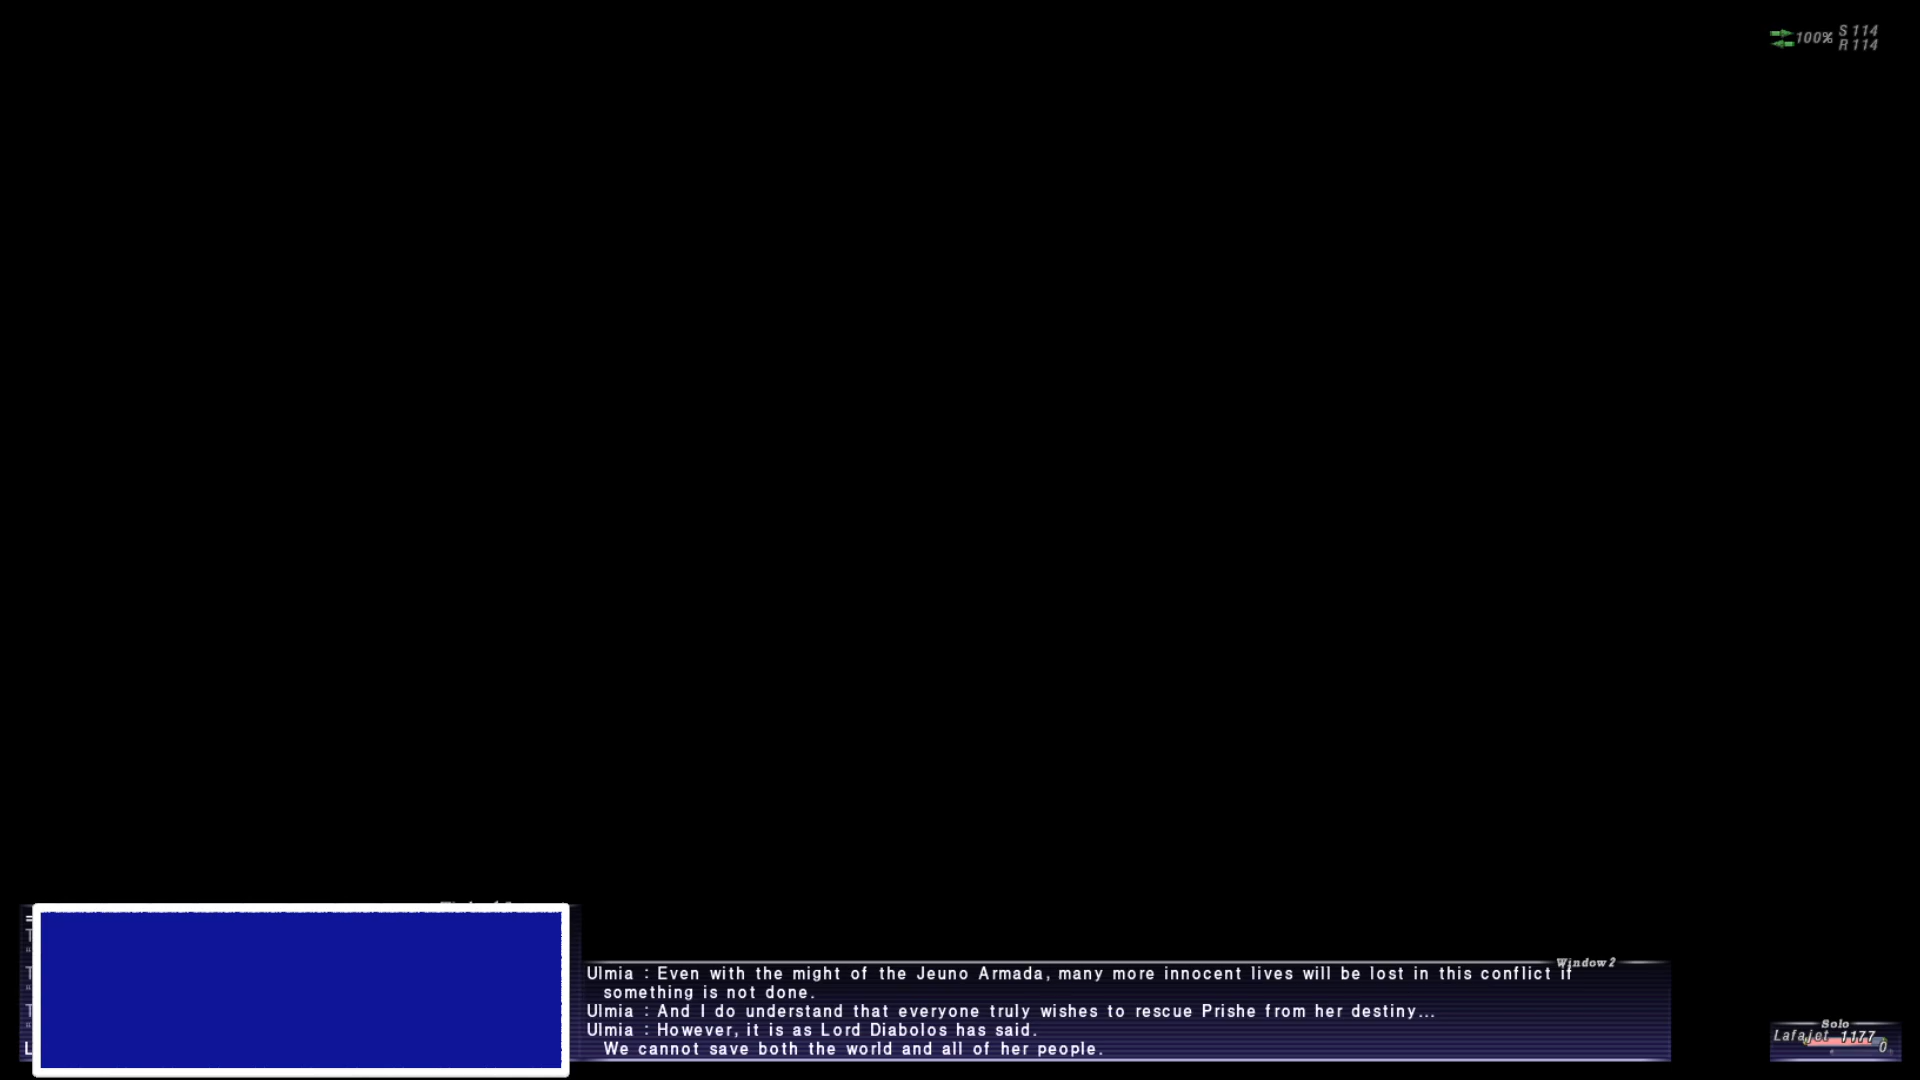 100% S 114
R 114
Window2
Ulmia : Even with the might of the Jeuno Armada, many more innocent lives will be lost in this conflict if
something is not done.
Ulmia : And I do understand that everyone truly wishes to rescue Prishe from her destiny...
Ulmia : However, it is as Lord Diabolos has said.
We cannot save both the world and all of her people.
Solo
Lafajet 1177
0